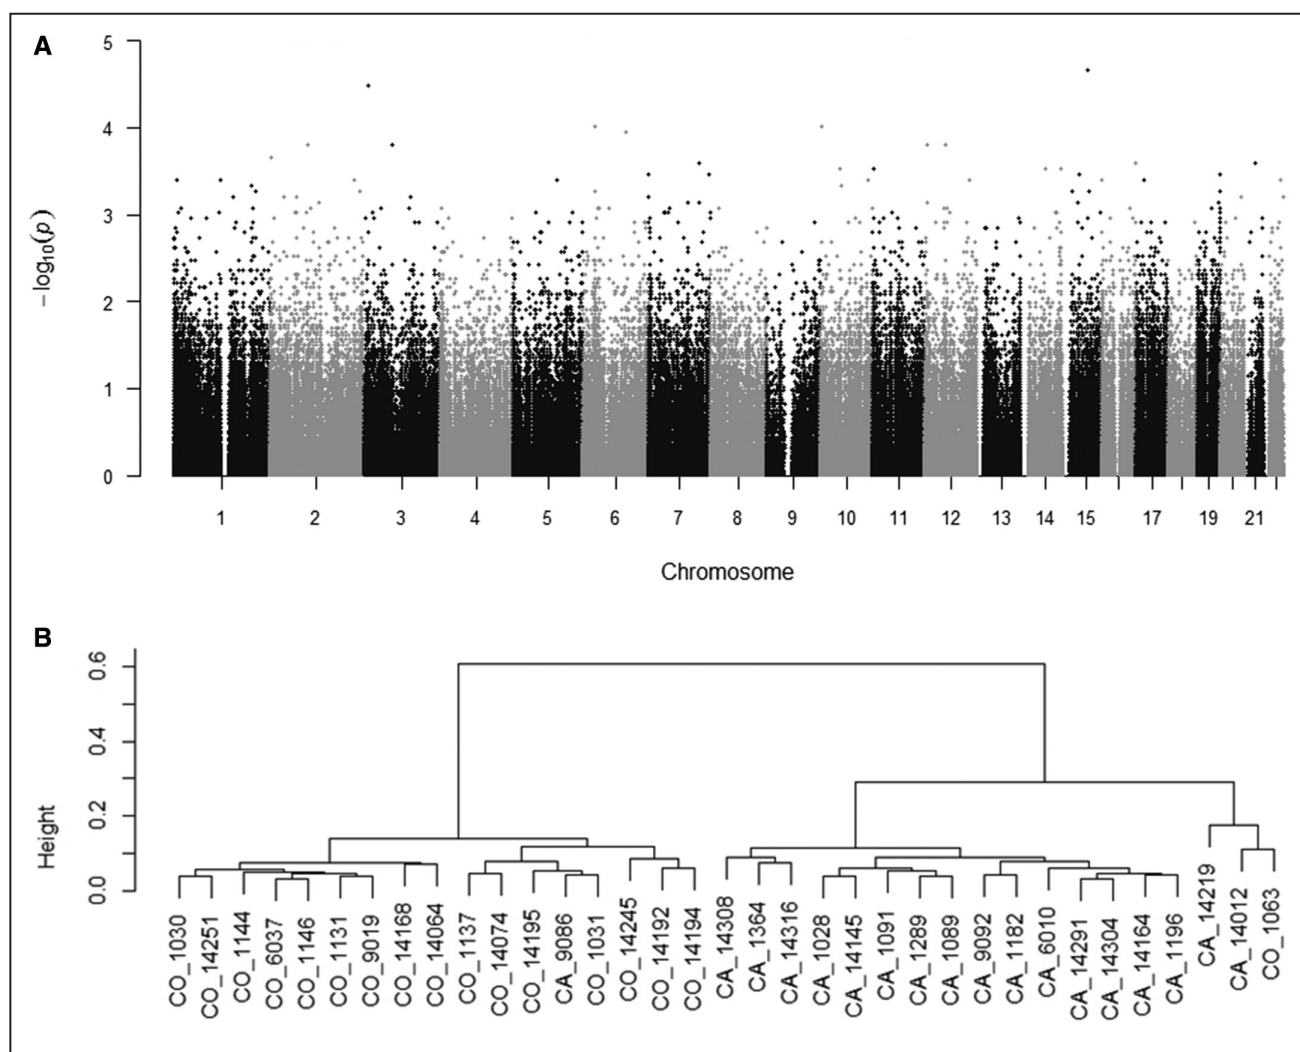 A
5
4
3
2
1
0
−log₁₀(p)
1 2 3 4 5 6 7 8 9 10 11 12 13 14 15 17 19 21
Chromosome
B
0.6
0.4
0.2
0.0
Height
CO_1030
CO_14251
CO_1144
CO_6037
CO_1146
CO_1131
CO_9019
CO_14168
CO_14064
CO_1137
CO_14074
CO_14195
CA_9086
CO_1031
CO_14245
CO_14192
CO_14194
CA_14308
CA_1364
CA_14316
CA_1028
CA_14145
CA_1091
CA_1289
CA_1089
CA_9092
CA_1182
CA_6010
CA_14291
CA_14304
CA_14164
CA_1196
CA_14219
CA_14012
CO_1063